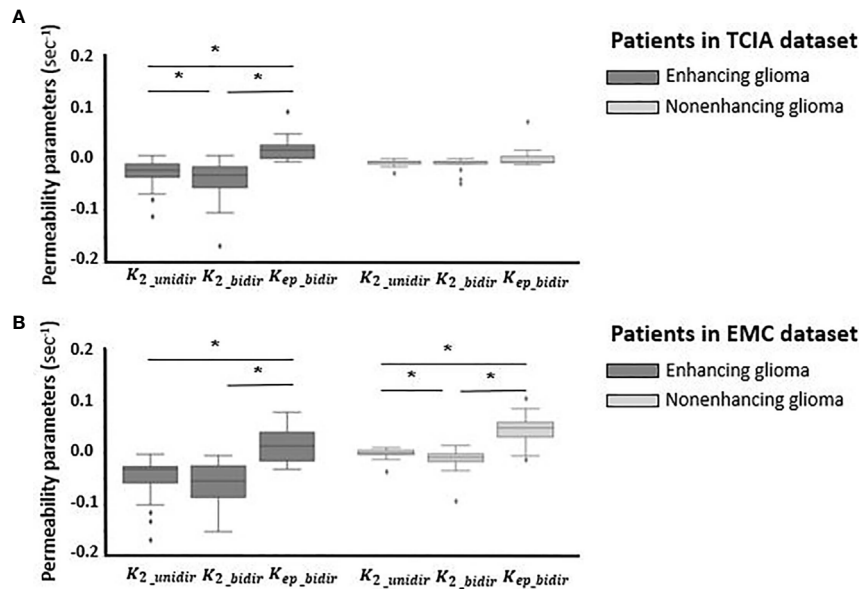 A
Permeability parameters (sec⁻¹)
0.2
0.1
0.0
-0.1
-0.2
* * *
K₂_unidir K₂_bidir Kep_bidir K₂_unidir K₂_bidir Kep_bidir
Patients in TCIA dataset
Enhancing glioma
Nonenhancing glioma
B
Permeability parameters (sec⁻¹)
0.2
0.1
0.0
-0.1
-0.2
* *
* * *
K₂_unidir K₂_bidir Kep_bidir K₂_unidir K₂_bidir Kep_bidir
Patients in EMC dataset
Enhancing glioma
Nonenhancing glioma